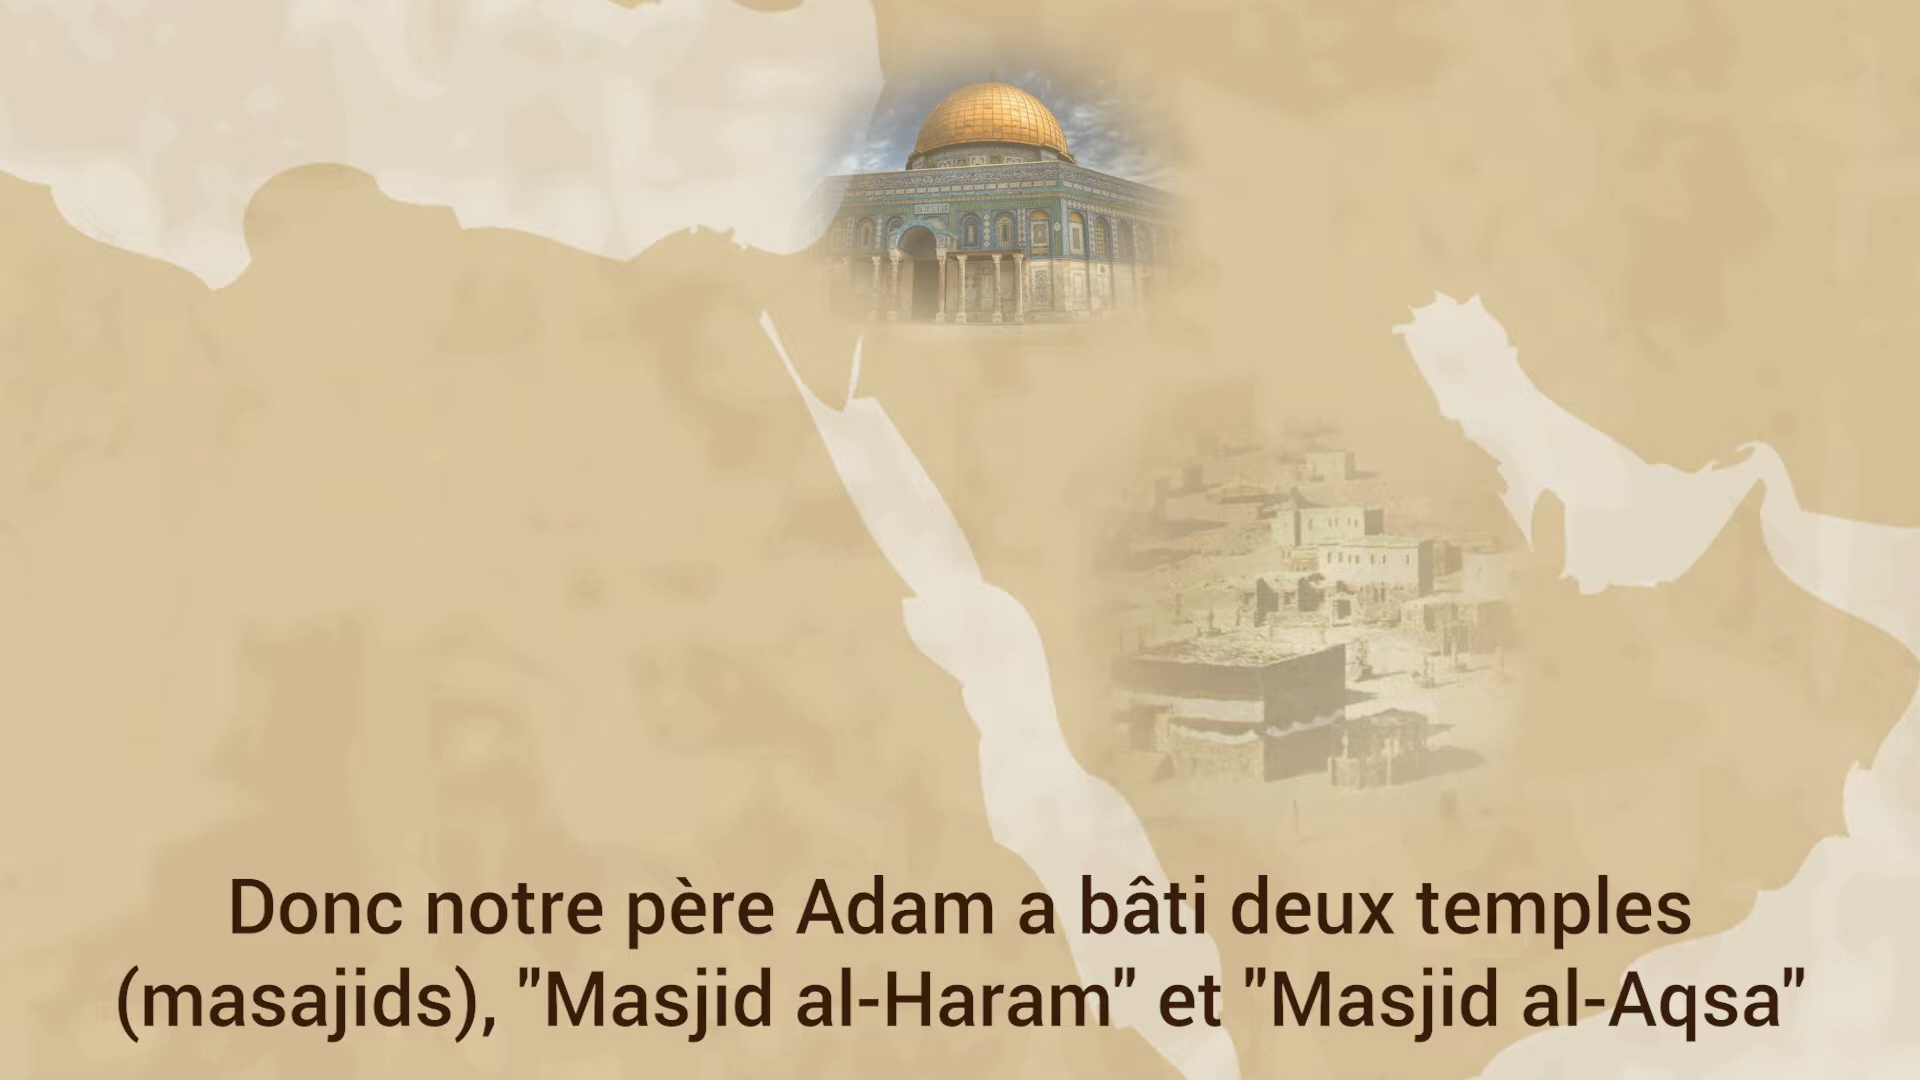 Donc notre père Adam a bâti deux temples
(masajids), "Masjid al-Haram" et "Masjid al-Aqsa"